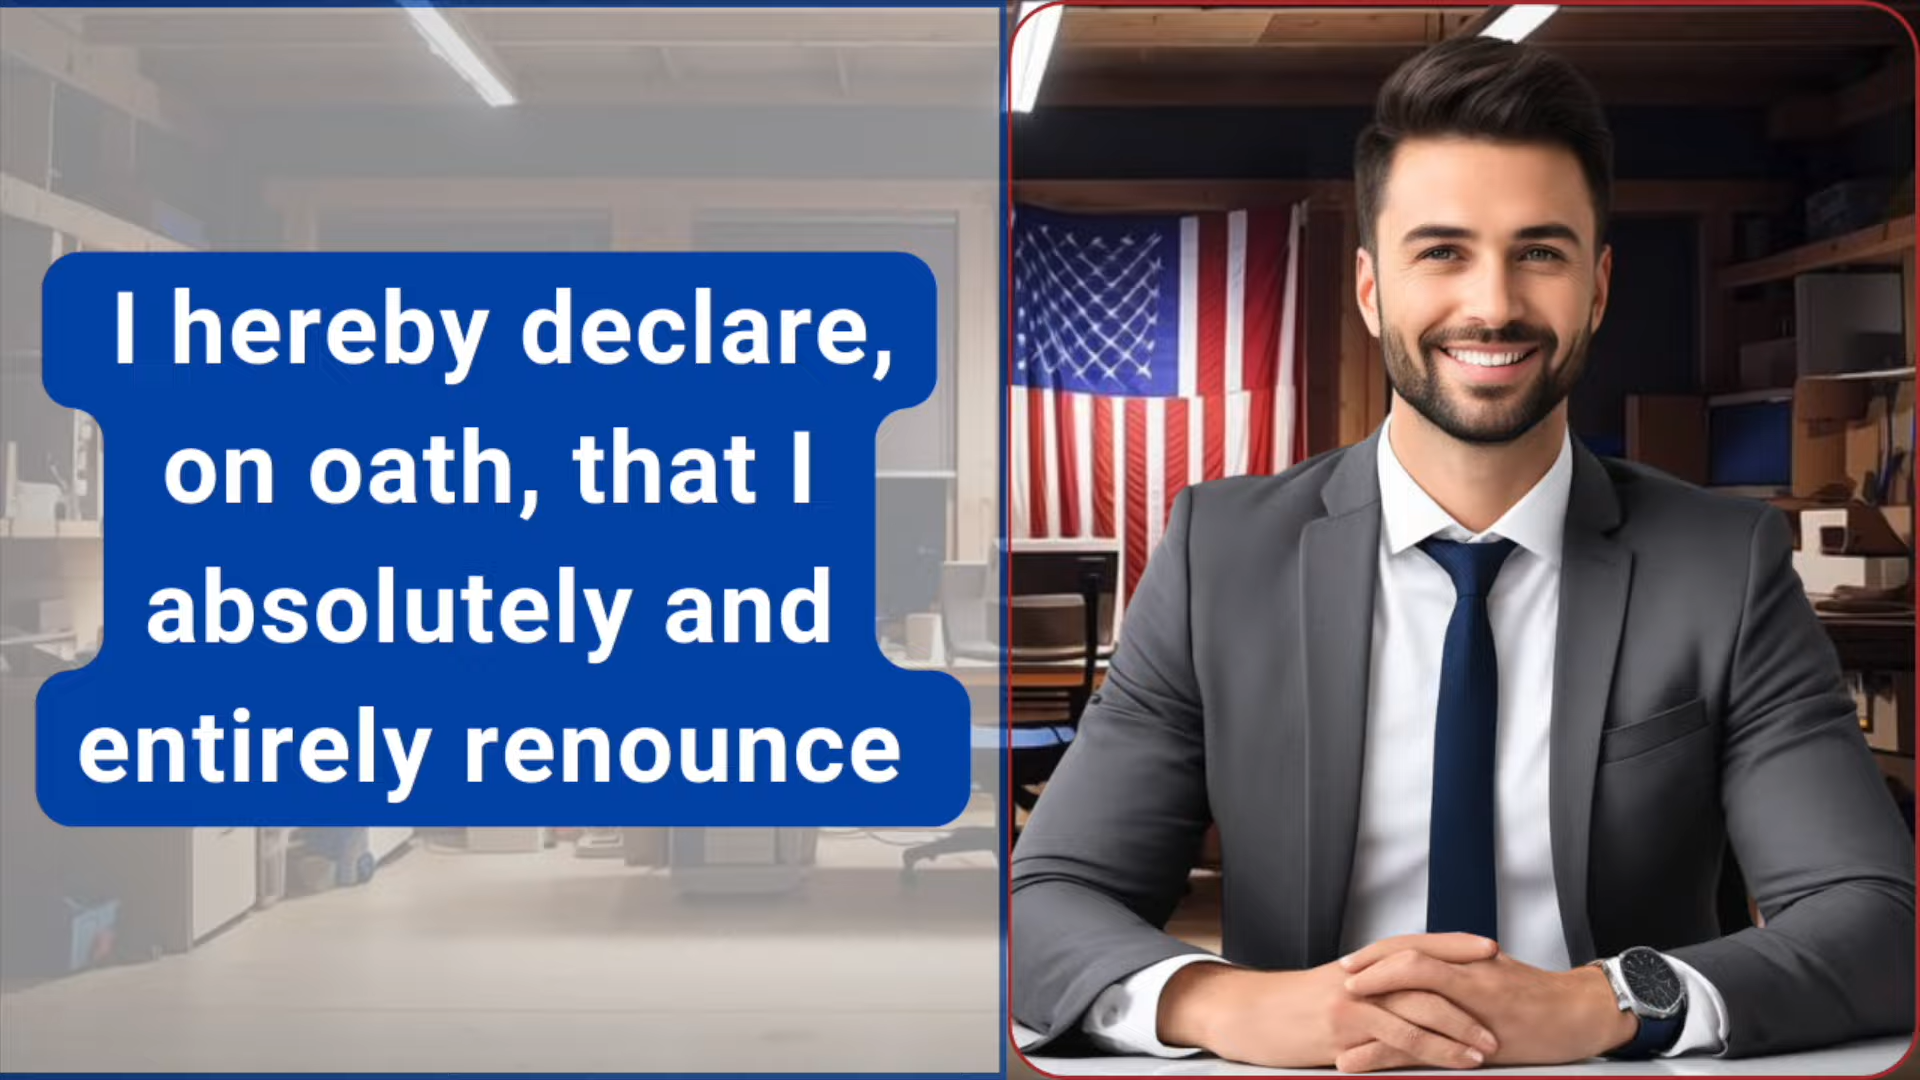 I hereby declare,
on oath, that I
absolutely and
entirely renounce